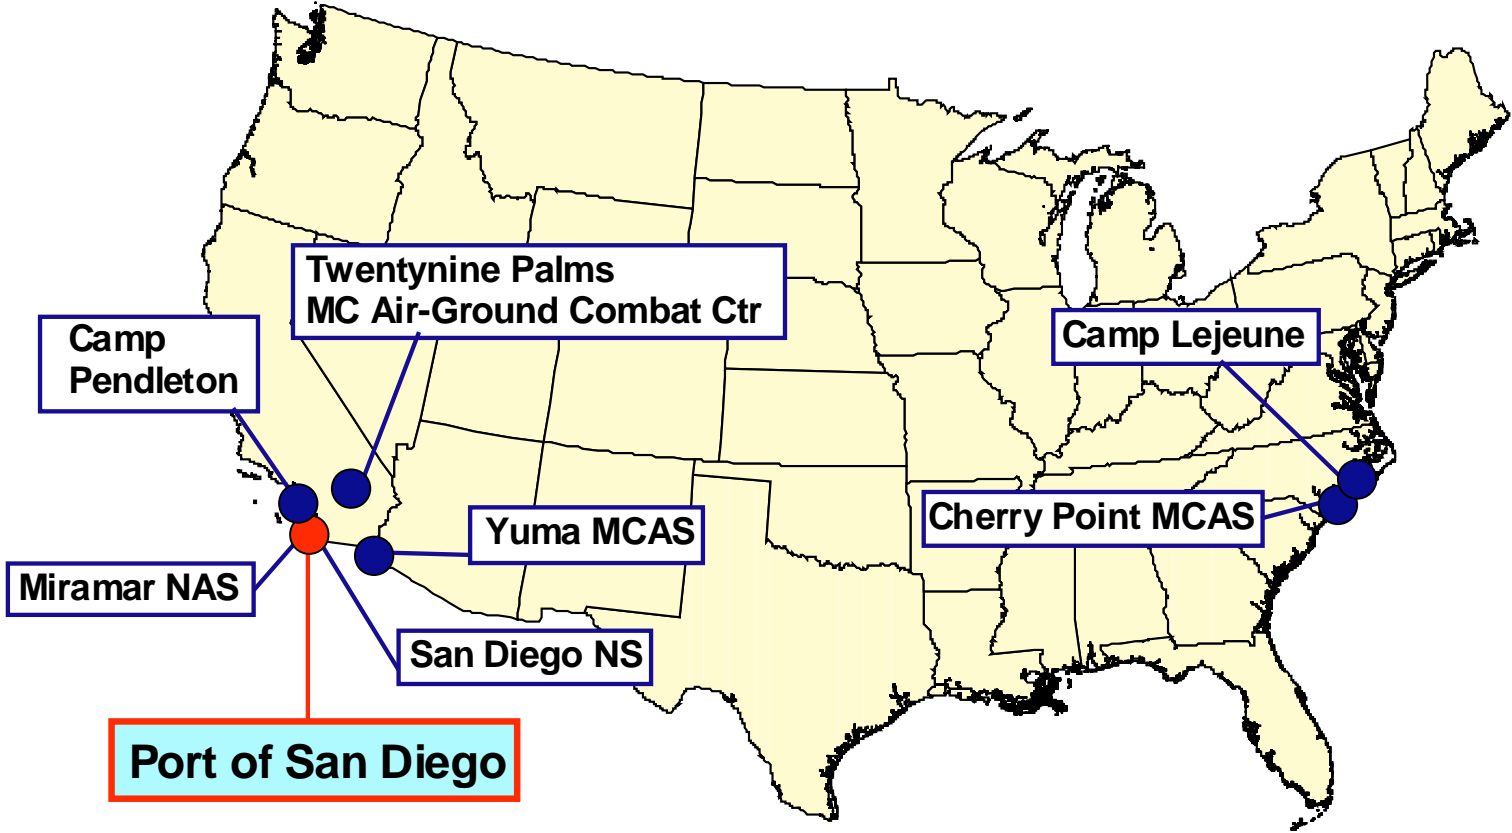 Twentynine Palms
MC Air-Ground Combat Ctr
Camp
Pendleton
Camp Lejeune
Cherry Point MCAS
Yuma MCAS
Miramar NAS
San Diego NS
Port of San Diego